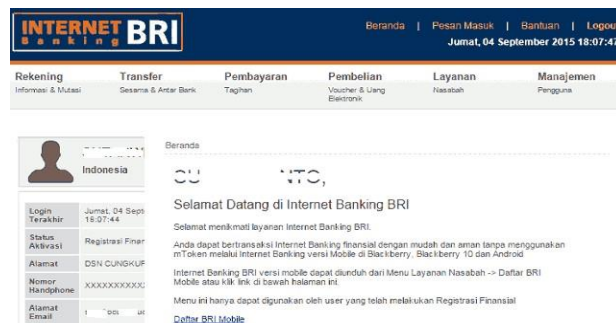 INTERNET BRI
Banking
Beranda | Pesan Masuk | Bantuan | Logout
Jumat, 04 September 2015 18:07:47
Rekening Transfer Pembayaran Pembelian Layanan Manajemen
Informasi & Mutasi Sesama & Antar Bank Tagihan Voucher & Uang Elektronik Nasabah Pengguna
Beranda
Indonesia
Selamat Datang di Internet Banking BRI
Login Terakhir Jumat, 04 Sept 18:07:44
Selamat menikmati layanan Internet Banking BRI.
Status Aktivasi Registrasi Finan
Anda dapat bertransaksi Internet Banking finansial dengan mudah dan aman tanpa menggunakan
mToken melalui Internet Banking versi Mobile di Blackberry, Blackberry 10 dan Android
Alamat DSN CUNGKUP
Internet Banking BRI versi mobile dapat diunduh dari Menu Layanan Nasabah -> Daftar BRI
Mobile atau klik link di bawah halaman ini.
Nomor Handphone XXXXXXXXXX
Menu ini hanya dapat digunakan oleh user yang telah melakukan Registrasi Finansial
Alamat Email
Daftar BRI Mobile